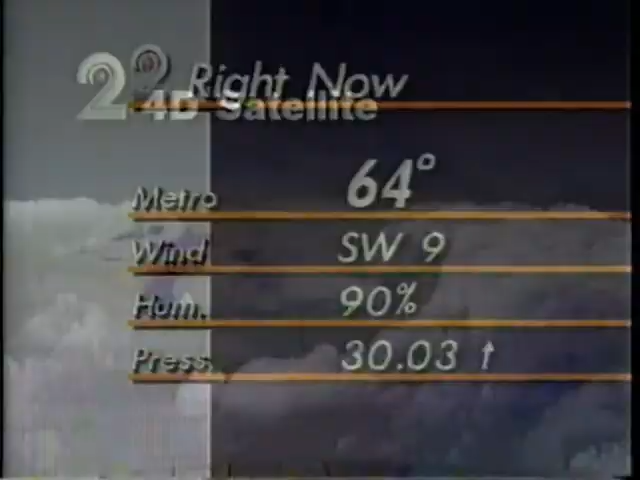 22 Right Now
4D Satellite
Metro 64°
Wind SW 9
Hum. 90%
Press. 30.03 ↑